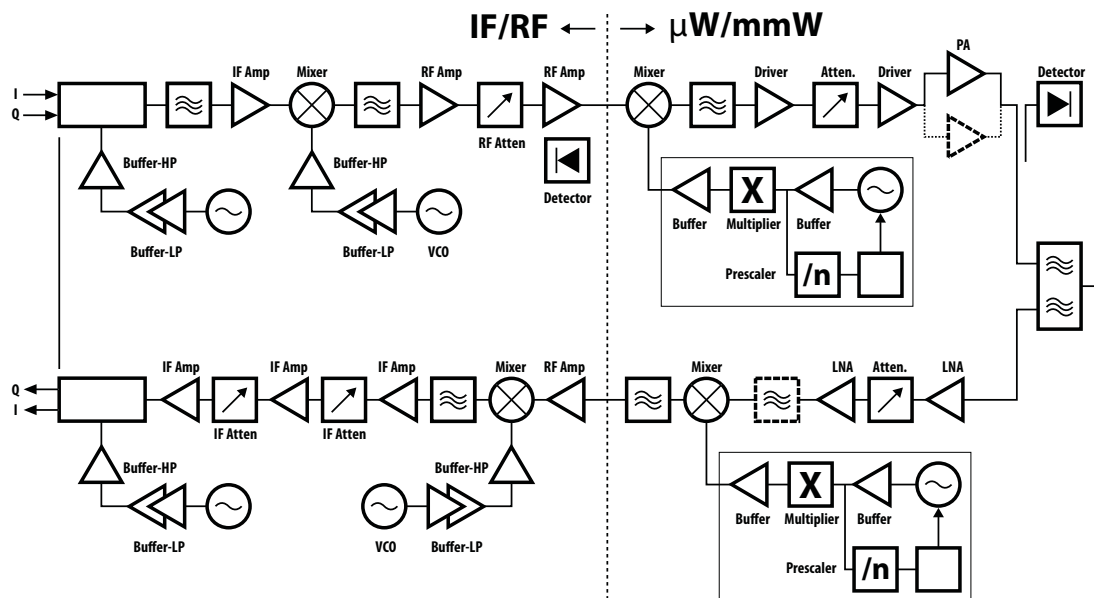 IF/RF
μW/mmW
PA
IF Amp
Mixer
RF Amp
RF Amp
Mixer
Driver
Atten.
Driver
Detector
I
Q
RF Atten
Buffer-HP
Buffer-HP
Detector
Buffer-LP
Buffer-LP
VCO
X
Buffer
Multiplier
Buffer
Prescaler
/n
Q
I
IF Amp
IF Amp
IF Amp
Mixer
RF Amp
Mixer
LNA
Atten.
LNA
IF Atten
IF Atten
Buffer-HP
Buffer-HP
Buffer-LP
VCO
Buffer-LP
X
Buffer
Multiplier
Buffer
Prescaler
/n